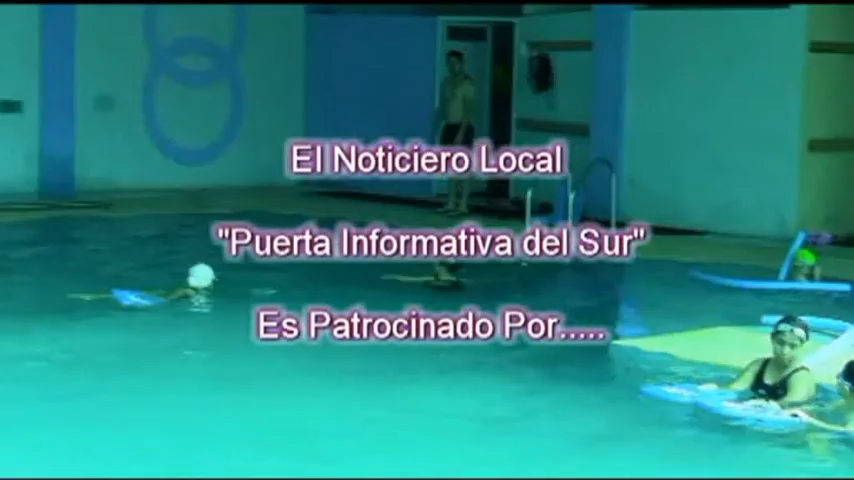 El Noticiero Local
"Puerta Informativa del Sur"
Es Patrocinado Por.....